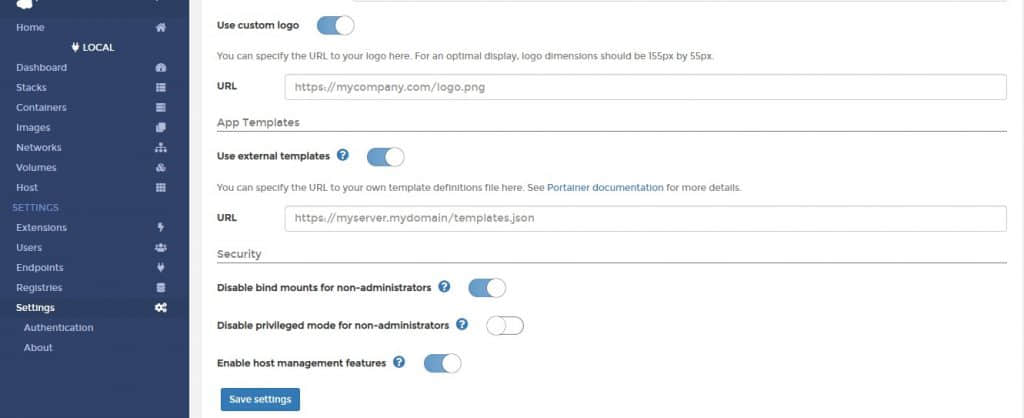 Home
LOCAL
Dashboard
Stacks
Containers
Images
Networks
Volumes
Host
SETTINGS
Extensions
Users
Endpoints
Registries
Settings
Authentication
About
Use custom logo
You can specify the URL to your logo here. For an optimal display, logo dimensions should be 155px by 55px.
URL
https://mycompany.com/logo.png
App Templates
Use external templates ?
You can specify the URL to your own template definitions file here. See Portainer documentation for more details.
URL
https://myserver.mydomain/templates.json
Security
Disable bind mounts for non-administrators ?
Disable privileged mode for non-administrators ?
Enable host management features ?
Save settings